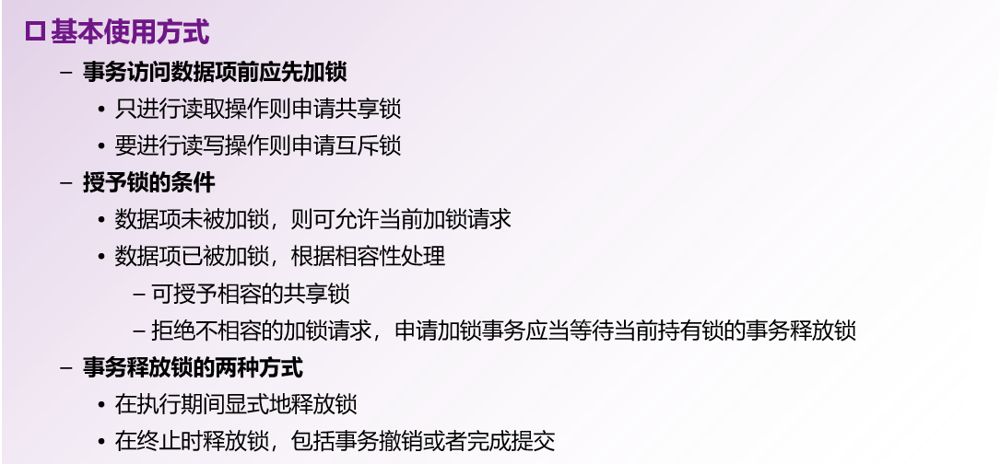 基本使用方式
– 事务访问数据项前应先加锁
• 只进行读取操作则申请共享锁
• 要进行读写操作则申请互斥锁
– 授予锁的条件
• 数据项未被加锁，则可允许当前加锁请求
• 数据项已被加锁，根据相容性处理
– 可授予相容的共享锁
– 拒绝不相容的加锁请求，申请加锁事务应当等待当前持有锁的事务释放锁
– 事务释放锁的两种方式
• 在执行期间显式地释放锁
• 在终止时释放锁，包括事务撤销或者完成提交